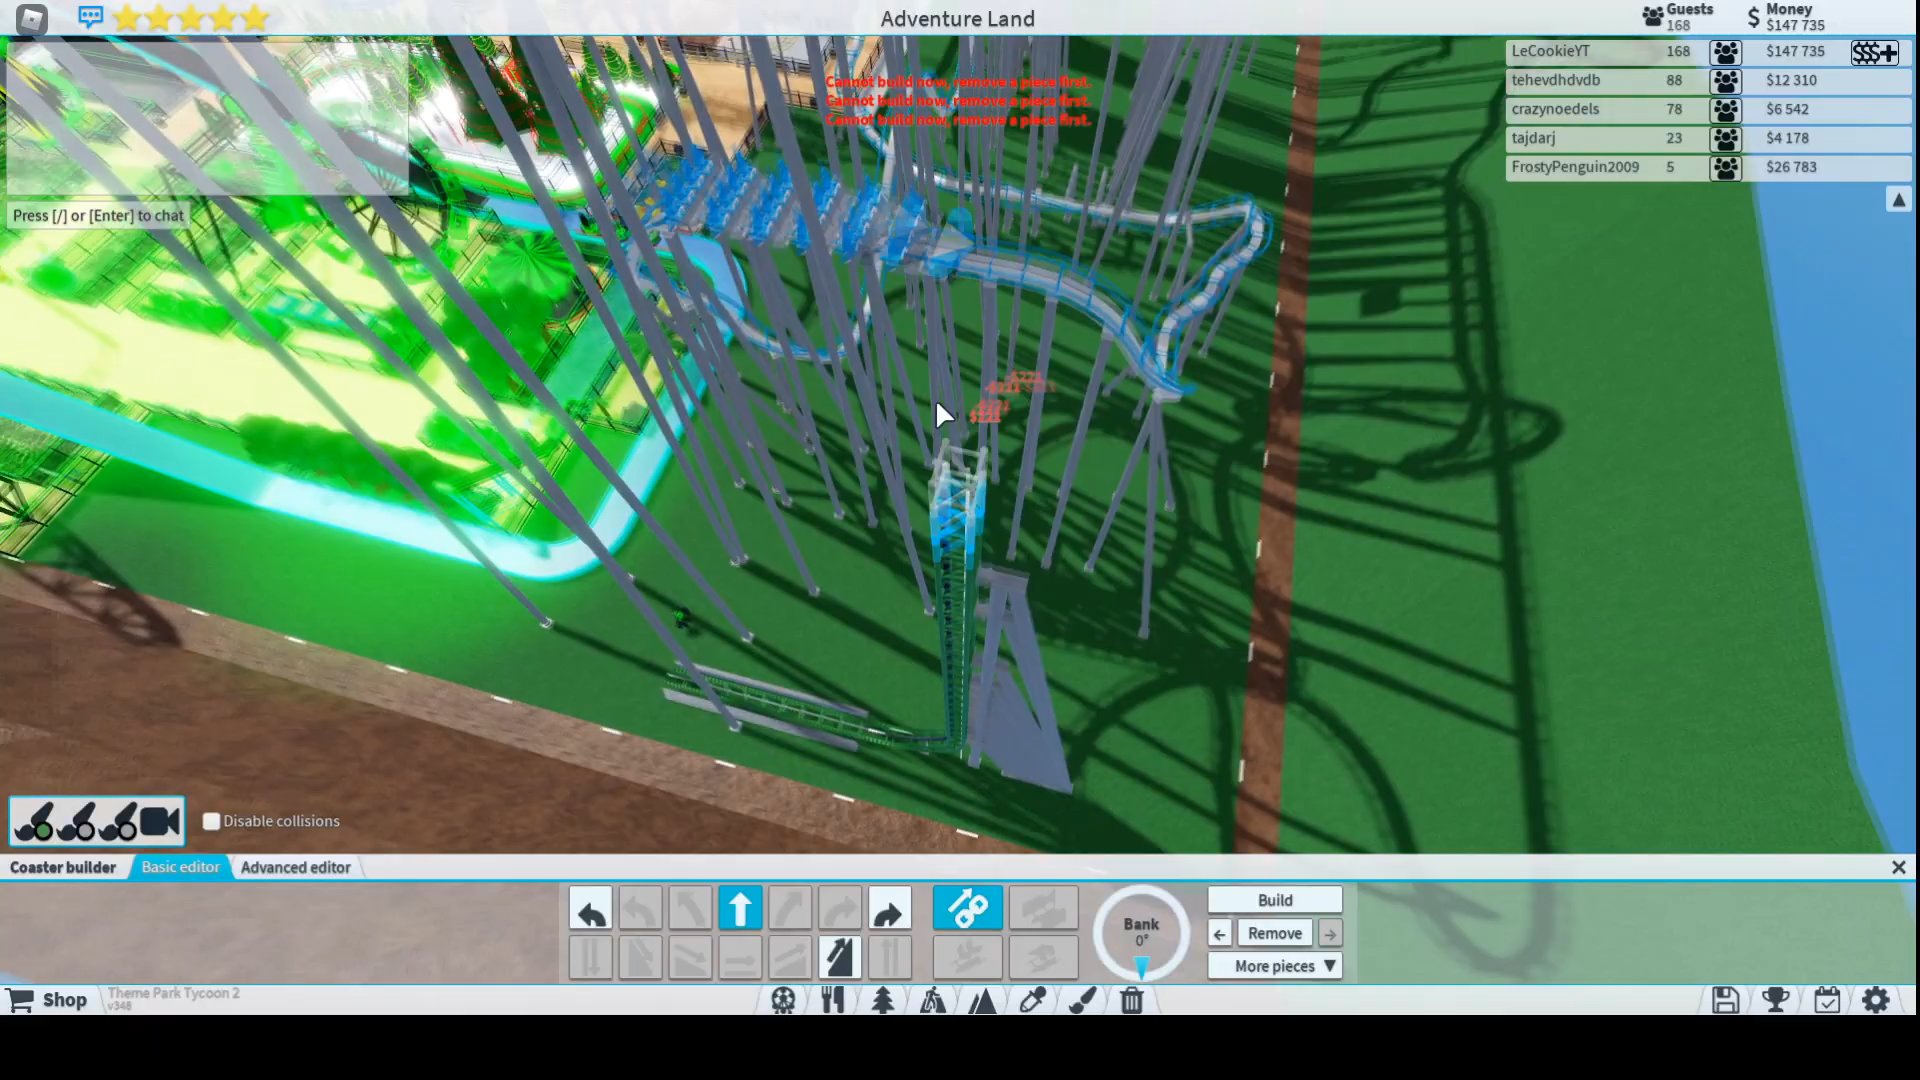 Adventure Land
Guests
168
Money
$147 735
LeCookieYT 168 $147 735 $$$+
tehevdhdvdb 88 $12 310
crazynoedels 78 $6 542
tajdarj 23 $4 178
FrostyPenguin2009 5 $26 783
Cannot build now, remove a piece first.
Cannot build now, remove a piece first.
Cannot build now, remove a piece first.
Press [/] or [Enter] to chat
Disable collisions
Coaster builder Basic editor Advanced editor
Bank
0°
Build
Remove
More pieces
Shop
Theme Park Tycoon 2
v348